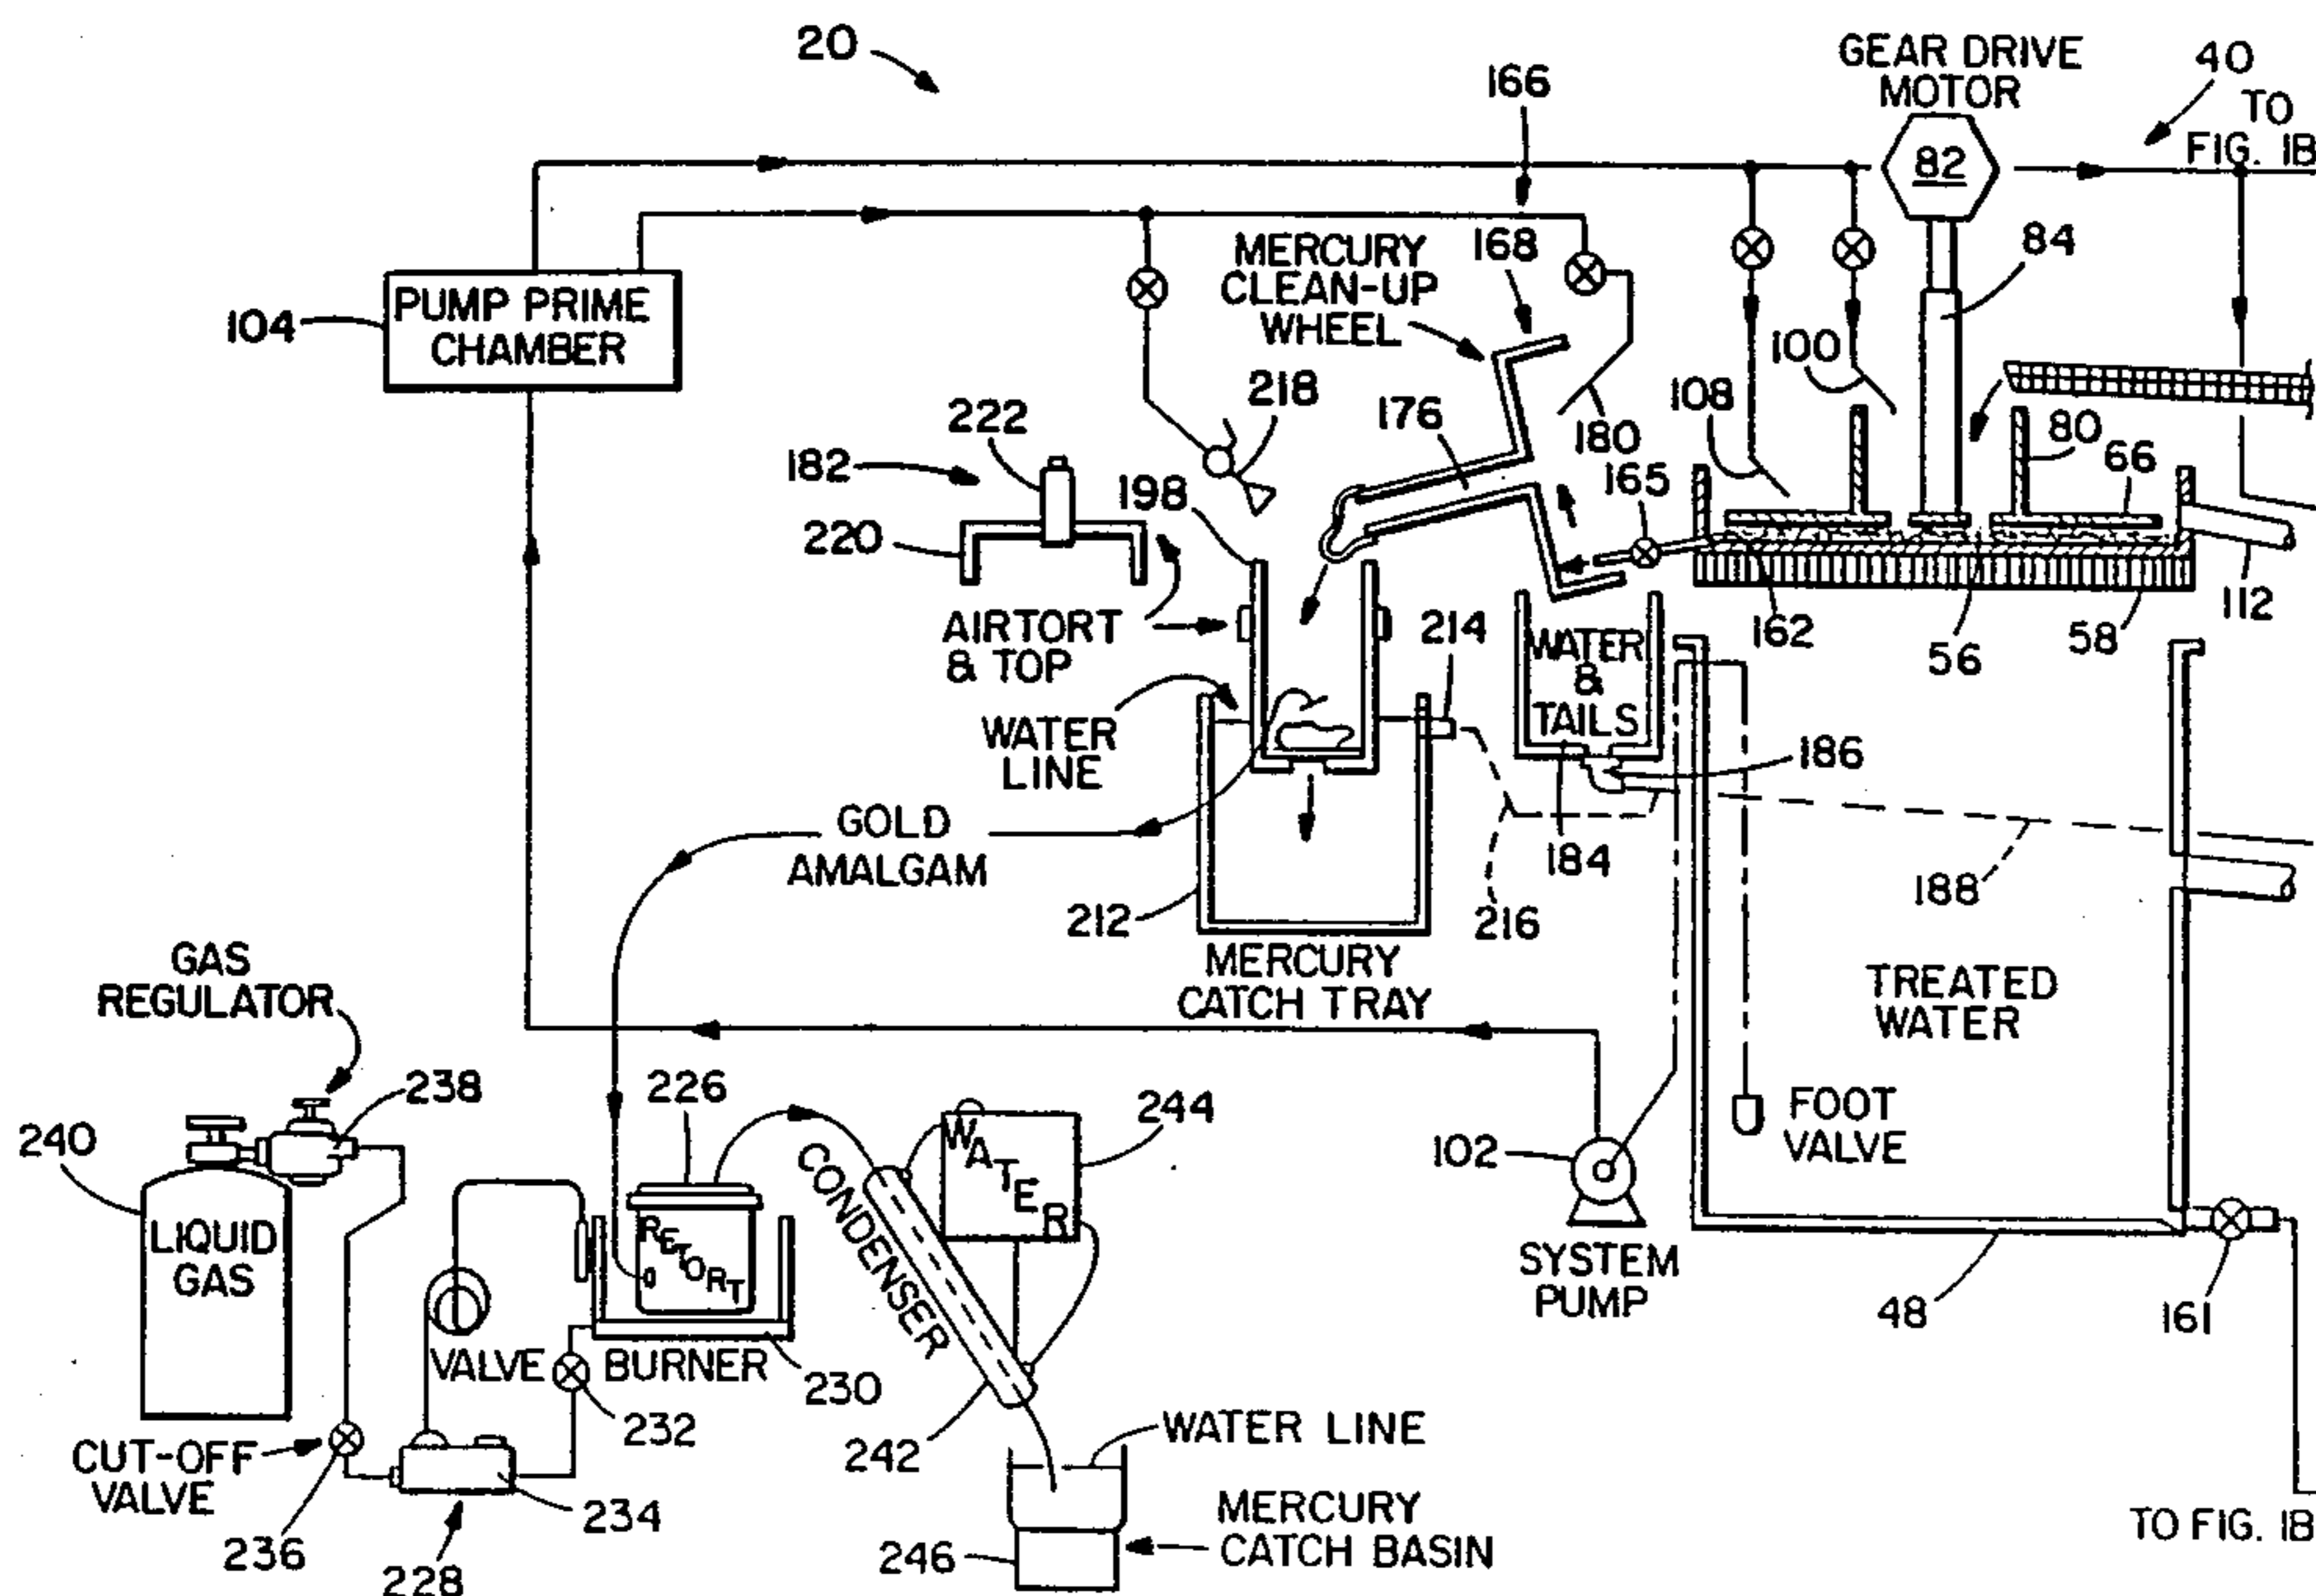 20
GEAR DRIVE
MOTOR
40
TO
FIG. 1B
166
82
MERCURY
CLEAN-UP
WHEEL
168
84
104
PUMP PRIME
CHAMBER
100
218
108
222
176
180
80
182
66
165
198
220
AIRTORT
& TOP
214
162
56
58
112
WATER
&
TAILS
WATER
LINE
186
GOLD
AMALGAM
184
188
212
216
MERCURY
CATCH TRAY
GAS
REGULATOR
TREATED
WATER
238
226
244
240
102
FOOT
VALVE
WATER
CONDENSER
LIQUID
GAS
RETORT
SYSTEM
PUMP
48
161
VALVE
BURNER
230
232
242
WATER LINE
CUT-OFF
VALVE
234
MERCURY
CATCH BASIN
236
228
246
TO FIG. 1B